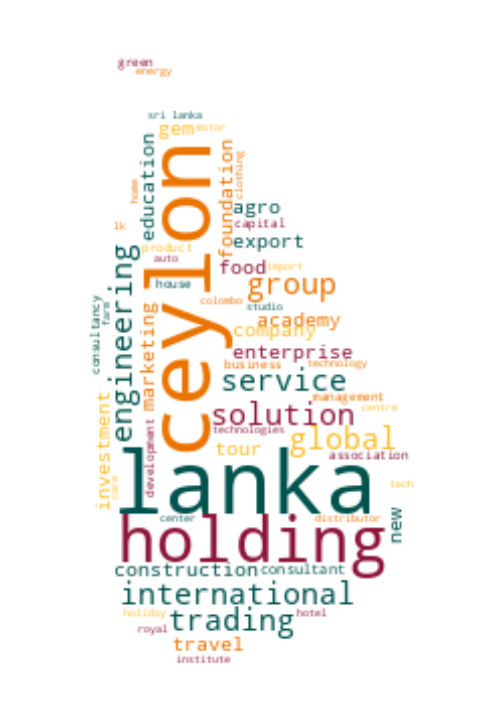 green
energy
sri lanka
gem
motor
education
ceylon
foundation
clothing
home
agro
capital
lk
export
product
auto
food
import
engineering
house
group
colombo
studio
consultancy
farm
marketing
academy
company
enterprise
business
technology
service
management
investment
solution
centre
technologies
global
development
tour
association
lanka
care
tech
center
distributor
new
holding
construction
consultant
international
holiday
trading
hotel
royal
travel
institute